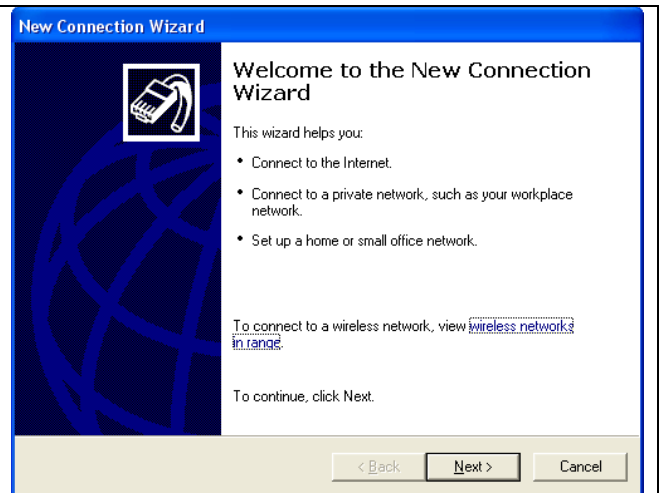 New Connection Wizard
Welcome to the New Connection
Wizard
This wizard helps you:
• Connect to the Internet.
• Connect to a private network, such as your workplace
network.
• Set up a home or small office network.
To connect to a wireless network, view wireless networks
in range.
To continue, click Next.
< Back
Next >
Cancel